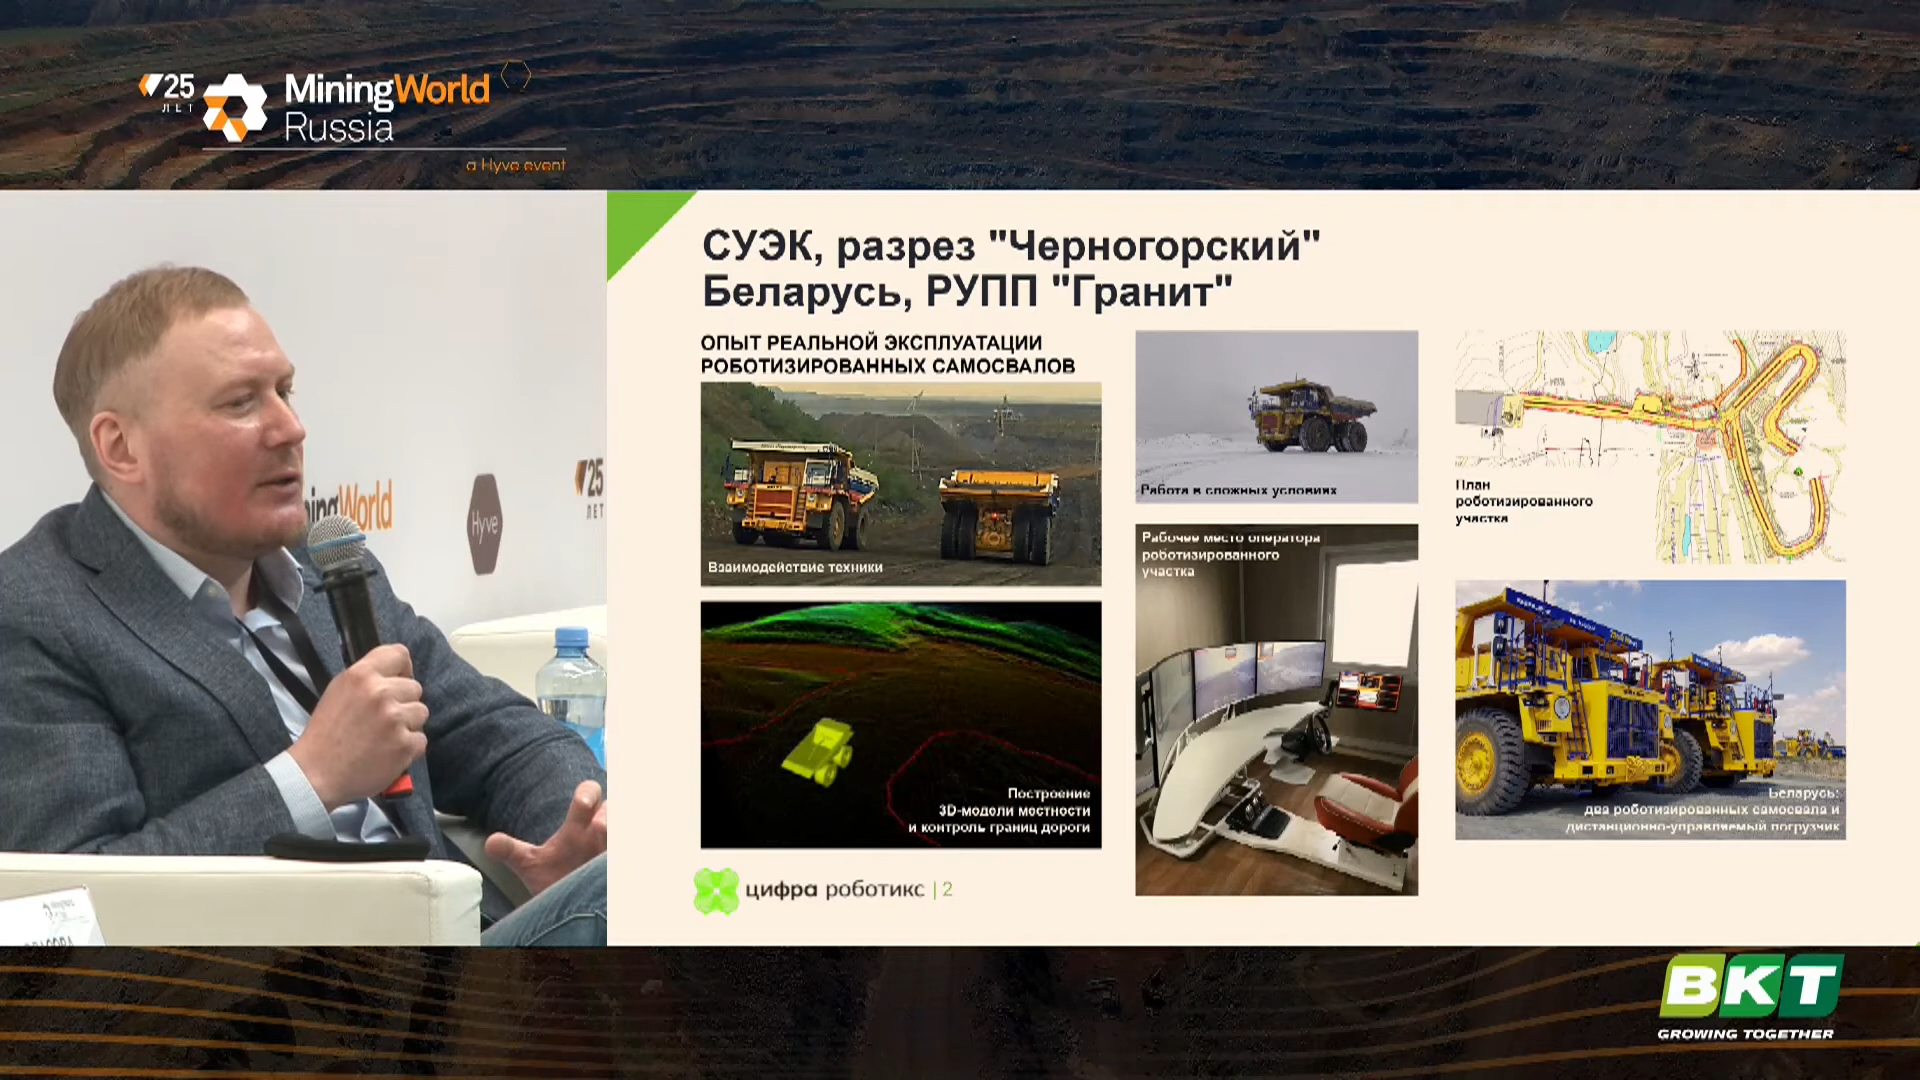 25
ЛЕТ
MiningWorld
Russia
a Hyve event
СУЭК, разрез "Черногорский"
Беларусь, РУПП "Гранит"
ОПЫТ РЕАЛЬНОЙ ЭКСПЛУАТАЦИИ
РОБОТИЗИРОВАННЫХ САМОСВАЛОВ
Взаимодействие техники
Построение
3D-модели местности
и контроль границ дороги
Работа в сложных условиях
Рабочее место оператора
роботизированного
участка
План
роботизированного
участка
Беларусь:
два роботизированных самосвала и
дистанционно-управляемый погрузчик
цифра роботикс | 2
World
Hyve
25
ЛЕТ
BKT
GROWING TOGETHER